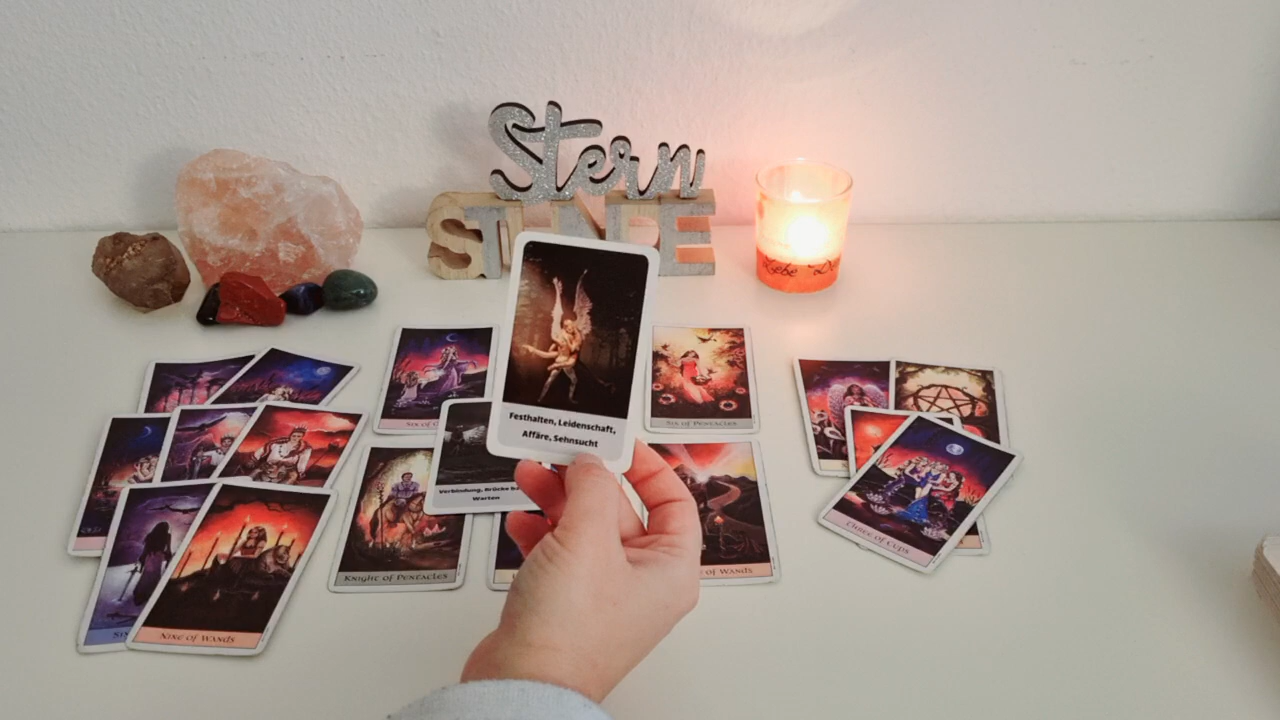 Stern
STUNDE
Liebe
Festhalten, Leidenschaft,
Affäre, Sehnsucht
Six of
Six of Pentacles
Verbindung, Brücke
Warten
Knight of Pentacles
of Wands
Three of Cups
Nine of Wands